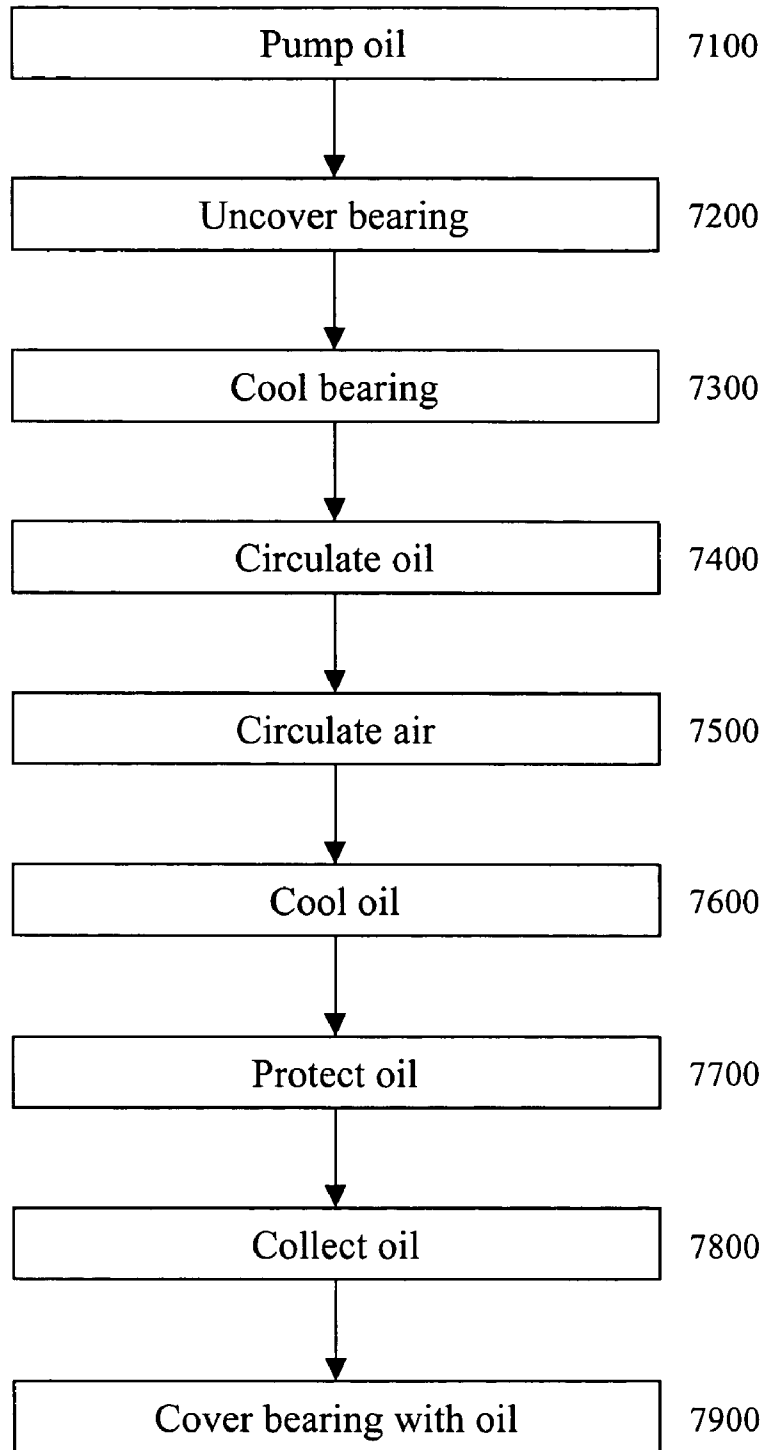 Pump oil 7100
Uncover bearing 7200
Cool bearing 7300
Circulate oil 7400
Circulate air 7500
Cool oil 7600
Protect oil 7700
Collect oil 7800
Cover bearing with oil 7900